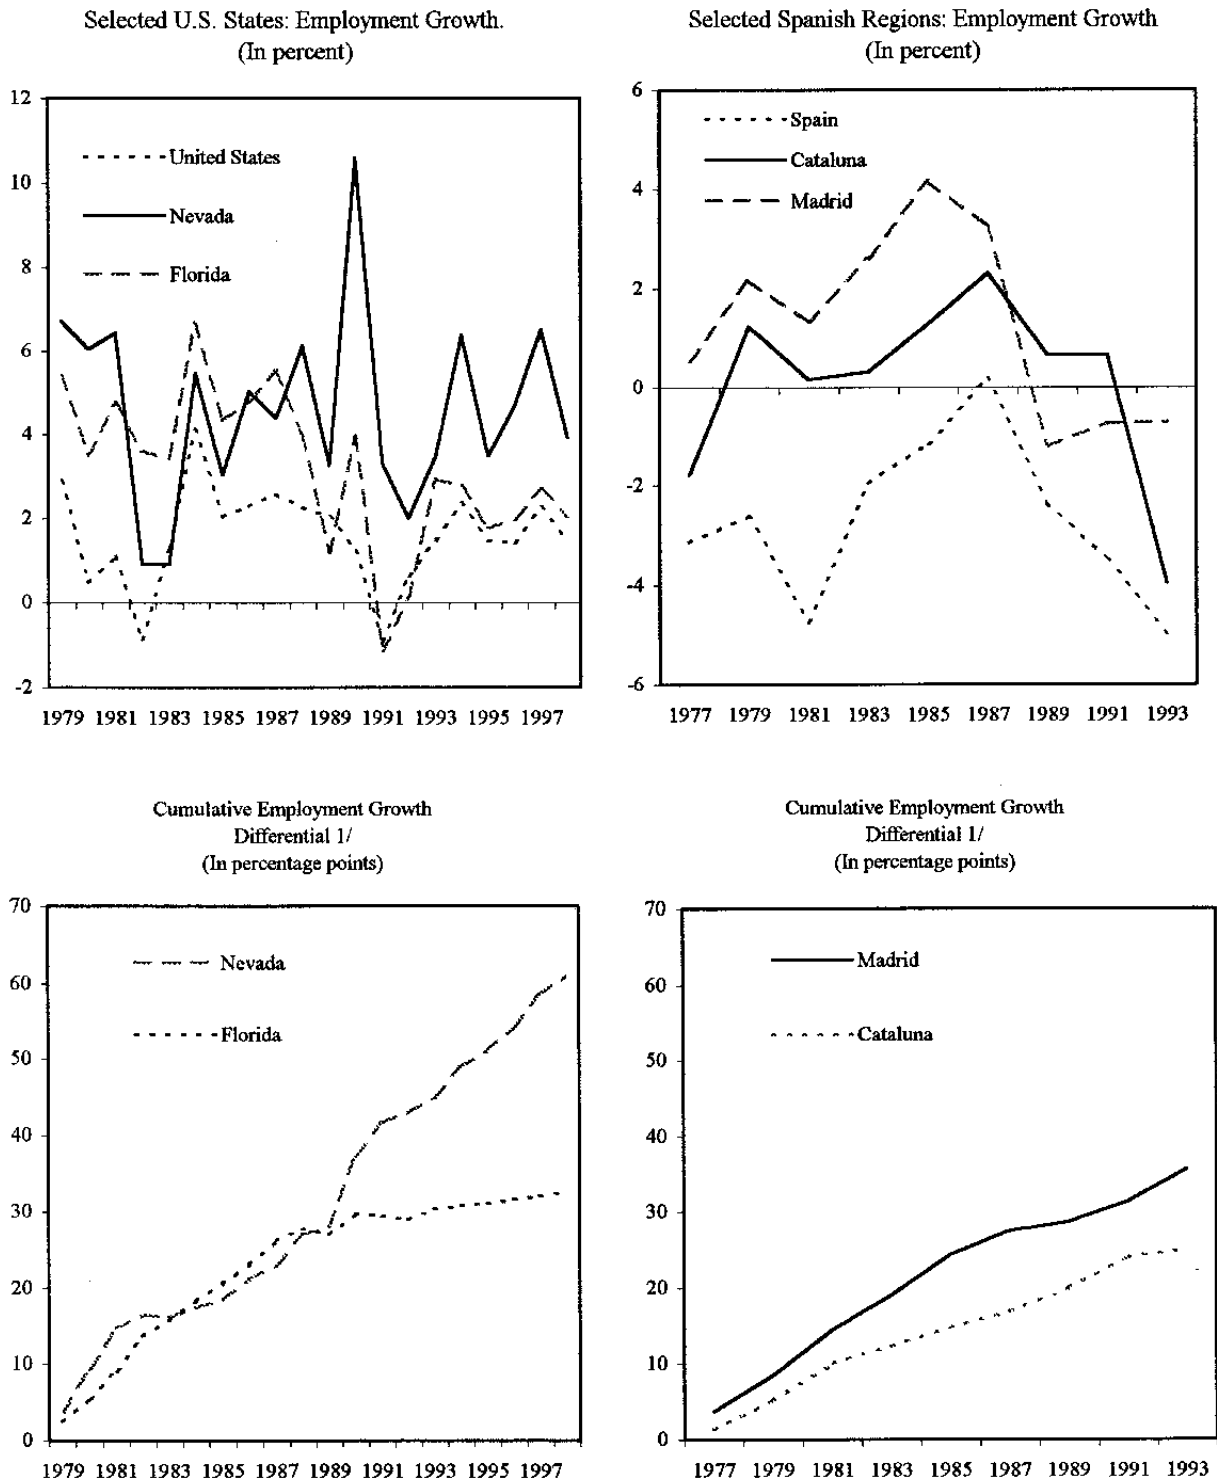 Selected U.S. States: Employment Growth.
(In percent)
12
10
8
6
4
2
0
-2
United States
Nevada
Florida
1979 1981 1983 1985 1987 1989 1991 1993 1995 1997
Selected Spanish Regions: Employment Growth
(In percent)
6
4
2
0
-2
-4
-6
Spain
Cataluna
Madrid
1977 1979 1981 1983 1985 1987 1989 1991 1993
Cumulative Employment Growth
Differential 1/
(In percentage points)
70
60
50
40
30
20
10
0
Nevada
Florida
1979 1981 1983 1985 1987 1989 1991 1993 1995 1997
Cumulative Employment Growth
Differential 1/
(In percentage points)
70
60
50
40
30
20
10
0
Madrid
Cataluna
1977 1979 1981 1983 1985 1987 1989 1991 1993